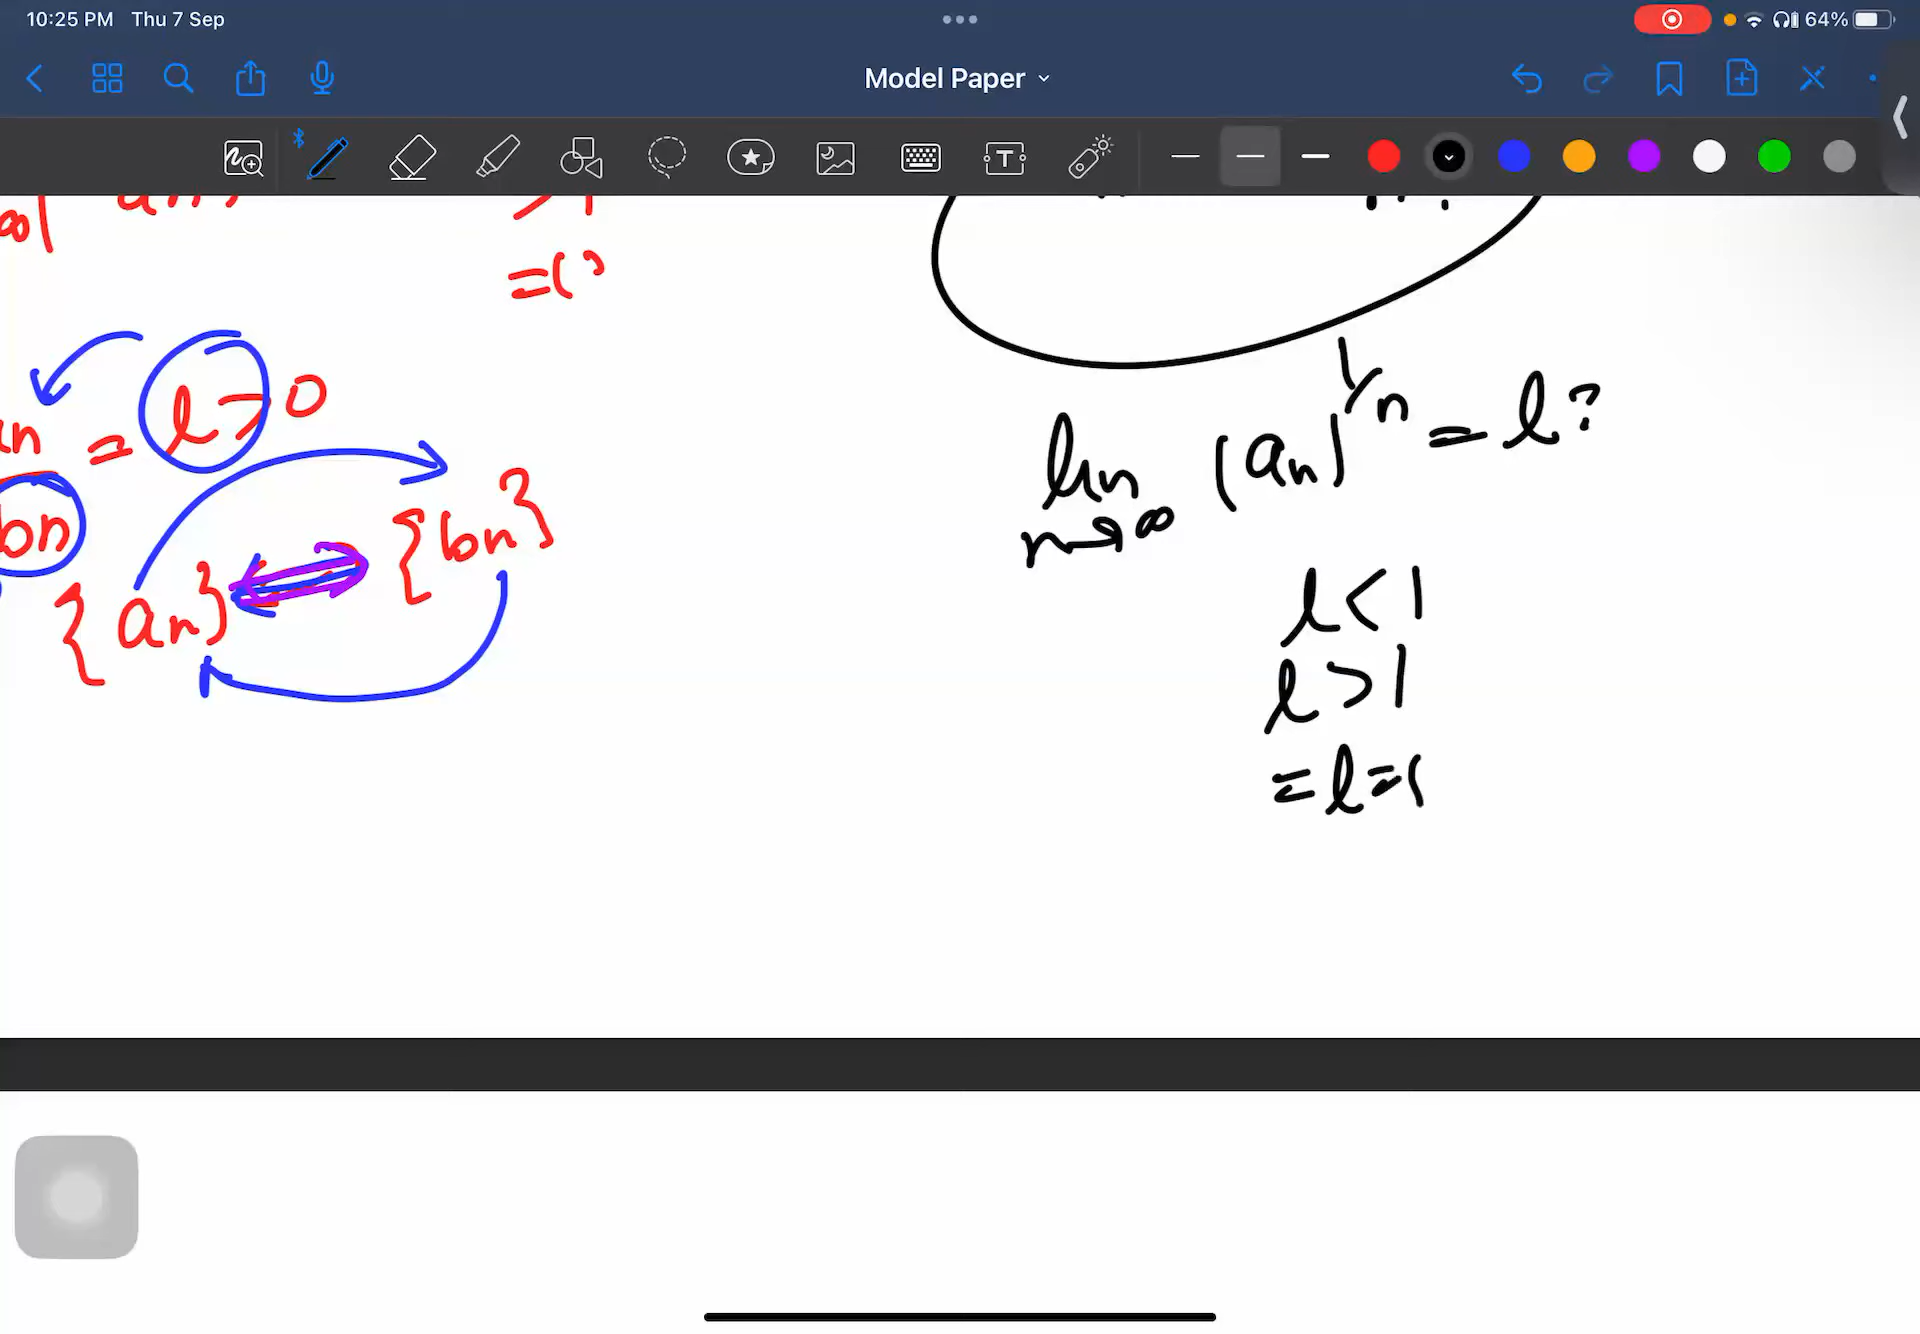 10:25 PM Thu 7 Sep
64%
Model Paper
T
=(?
an = l > 0
bn
{an} {bn}
lim (an)^1/n = l?
n→∞
l < 1
l > 1
= l = 1